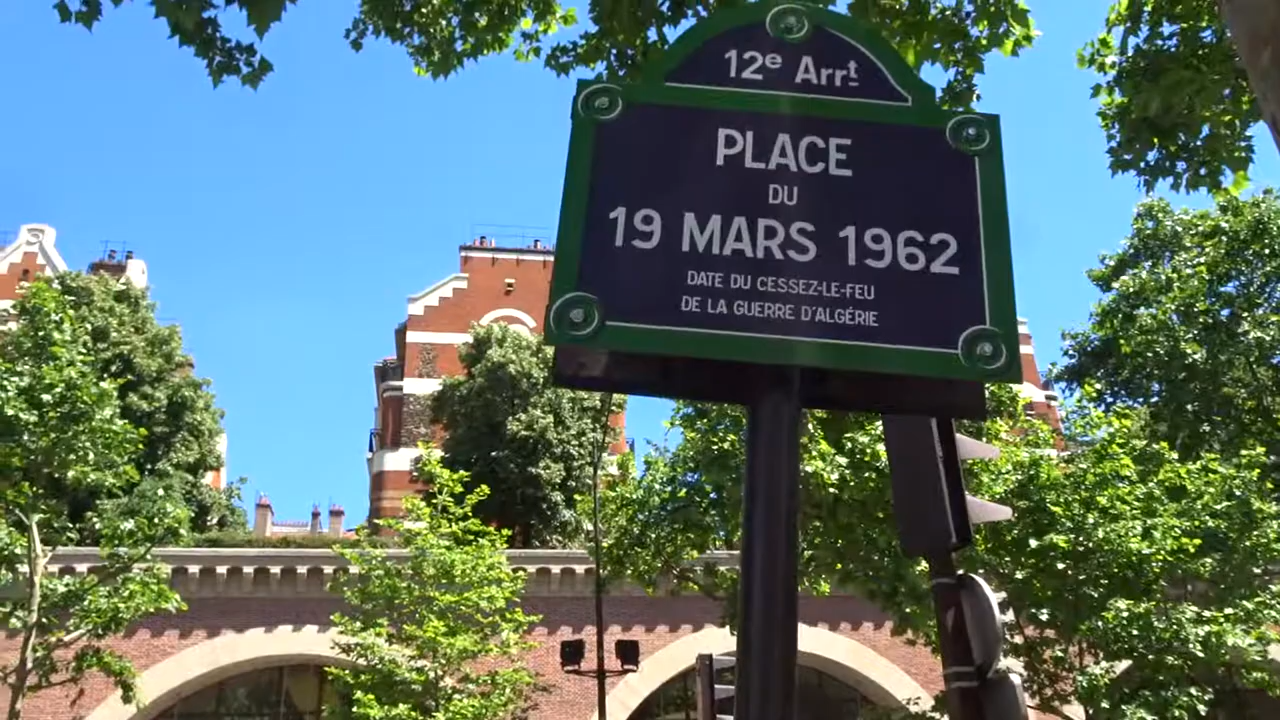 12e Arrt
PLACE
DU
19 MARS 1962
DATE DU CESSEZ-LE-FEU
DE LA GUERRE D'ALGÉRIE